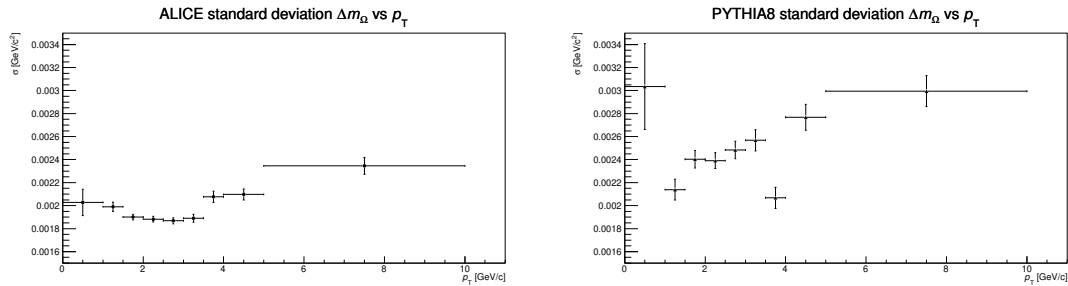 ALICE standard deviation Δm_Ω vs p_T
σ [GeV/c²]
0.0034
0.0032
0.003
0.0028
0.0026
0.0024
0.0022
0.002
0.0018
0.0016
0 2 4 6 8 10
p_T [GeV/c]
PYTHIA8 standard deviation Δm_Ω vs p_T
σ [GeV/c²]
0.0034
0.0032
0.003
0.0028
0.0026
0.0024
0.0022
0.002
0.0018
0.0016
0 2 4 6 8 10
p_T [GeV/c]